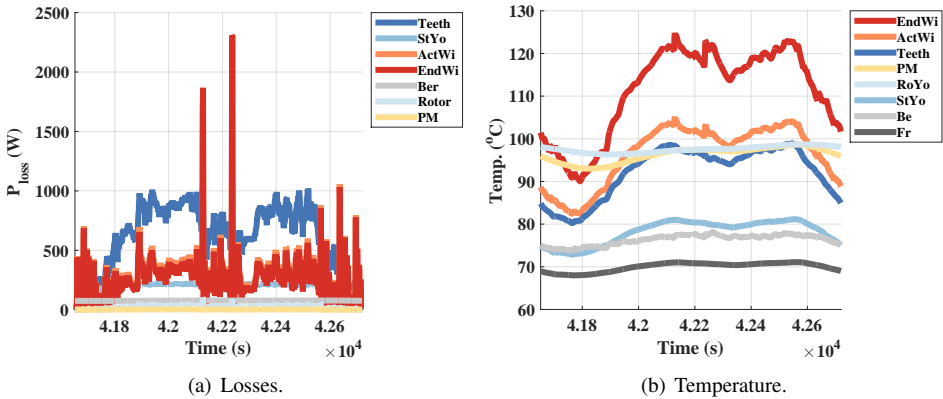 2500
2000
1500
1000
500
0
P_loss (W)
4.18 4.2 4.22 4.24 4.26
Time (s)
×10^4
Teeth
StYo
ActWi
EndWi
Ber
Rotor
PM
(a) Losses.
130
120
110
100
90
80
70
60
Temp. (°C)
4.18 4.2 4.22 4.24 4.26
Time (s)
×10^4
EndWi
ActWi
Teeth
PM
RoYo
StYo
Be
Fr
(b) Temperature.